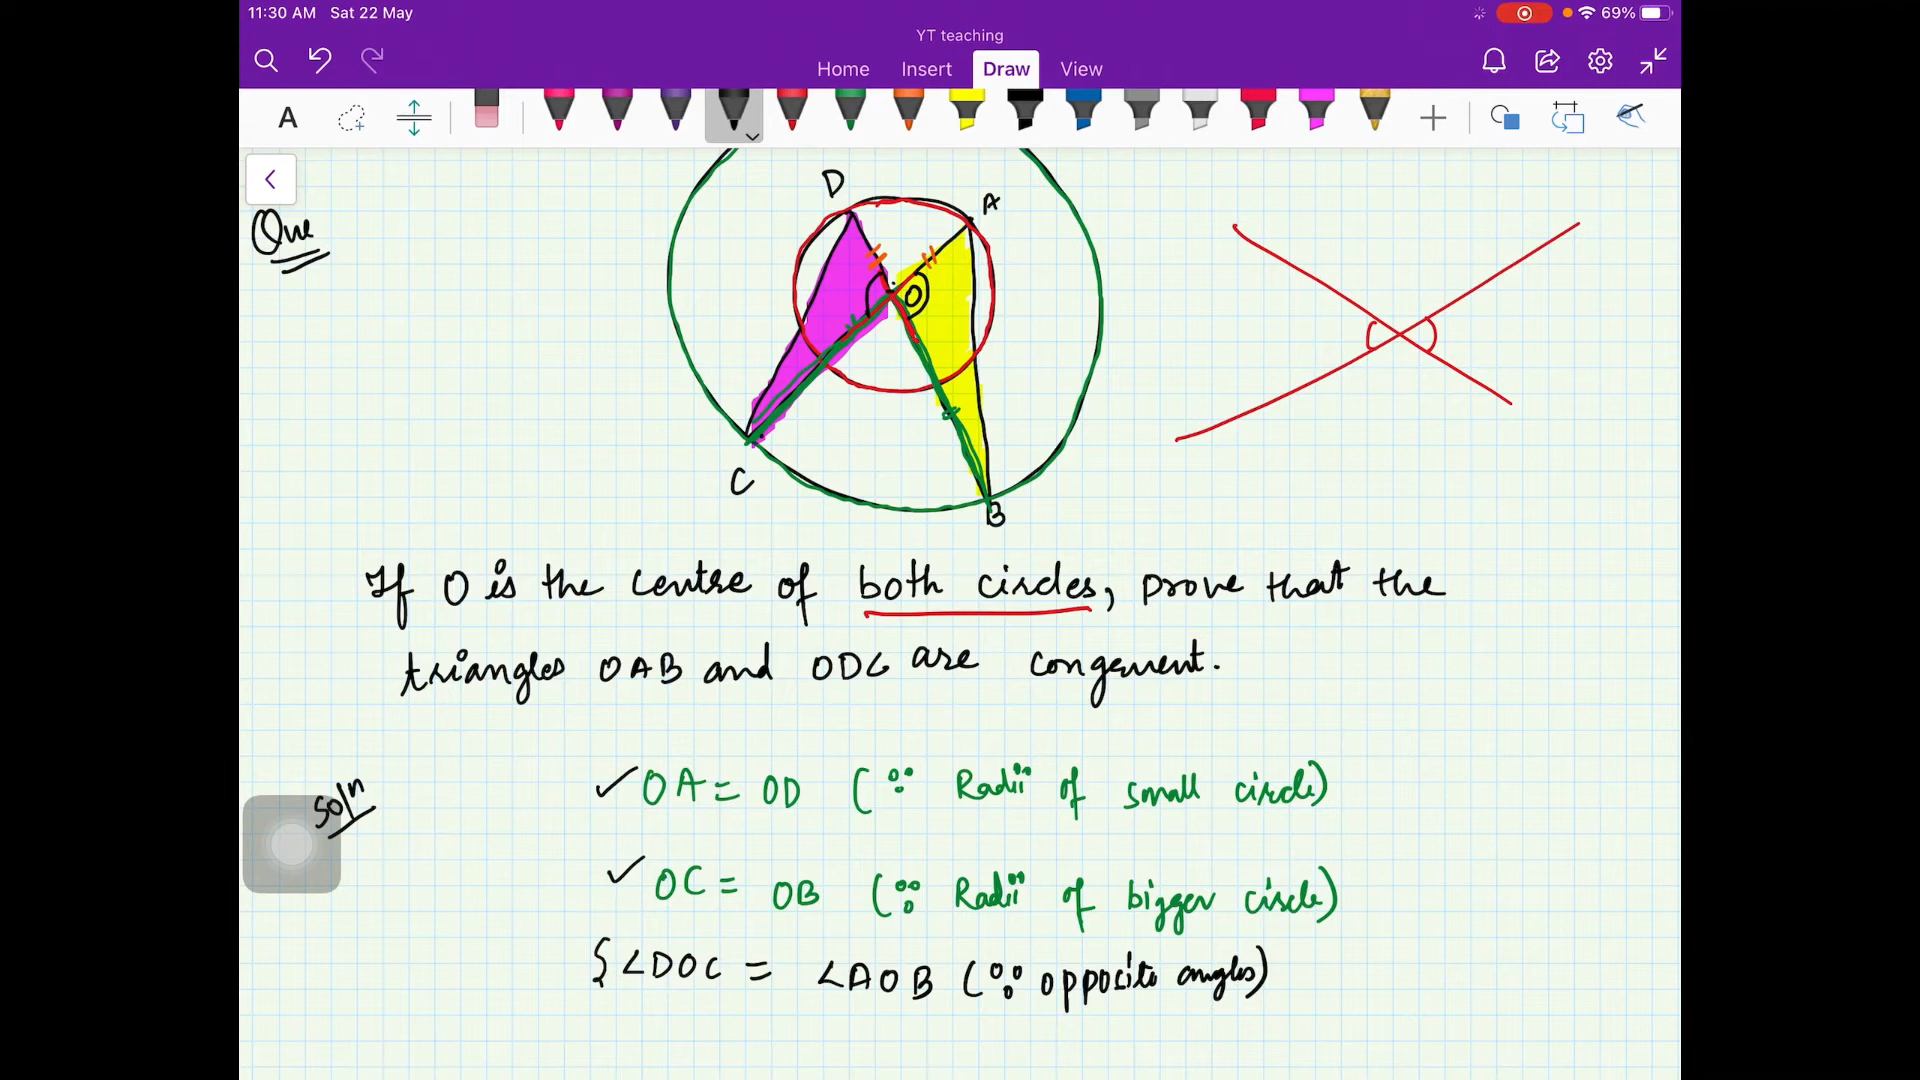 11:30 AM Sat 22 May
69%
YT teaching
Home Insert Draw View
A
Que
D
A
O
C
B
If O is the centre of both circles, prove that the
triangles OAB and ODC are congruent.
Soln
✓ OA = OD (∵ Radii of small circle)
✓ OC = OB (∵ Radii of bigger circle)
{∠DOC = ∠AOB (∵ opposite angles)